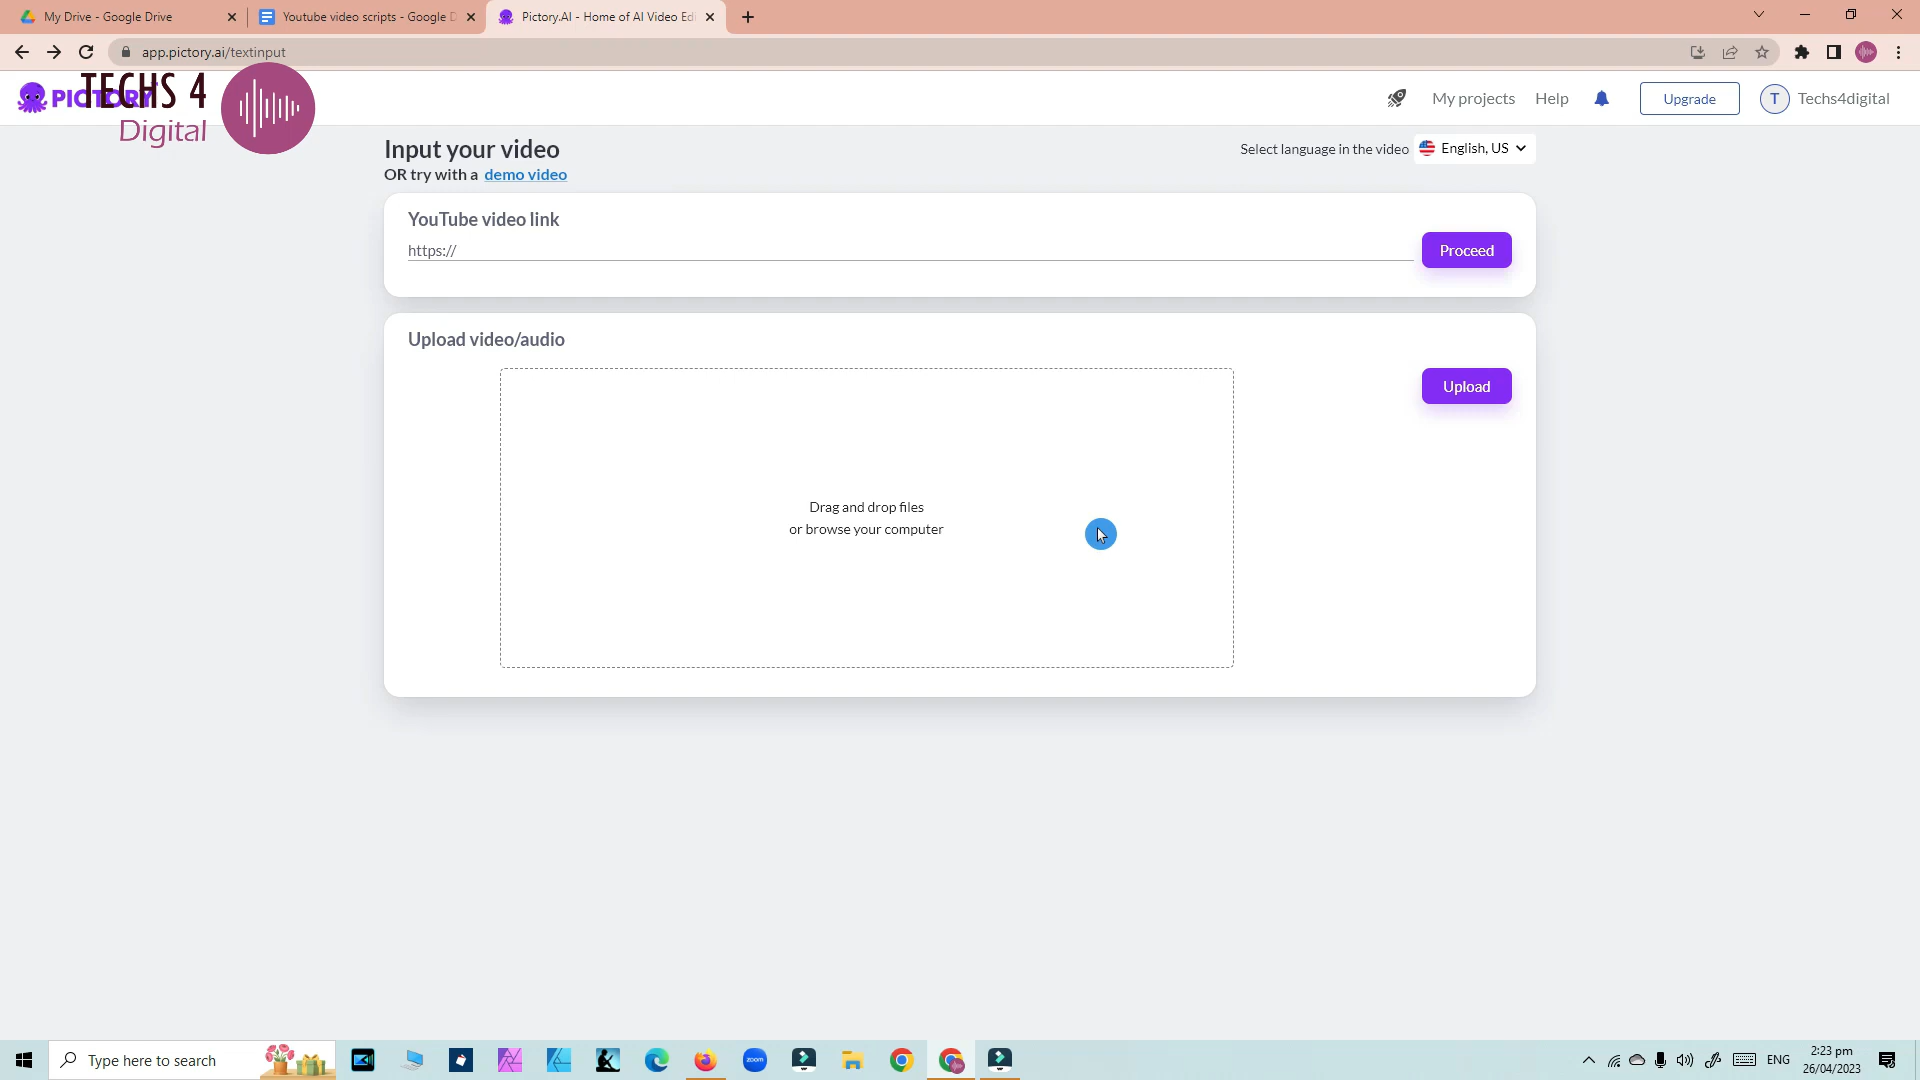 My Drive - Google Drive
Youtube video scripts - Google D
Pictory.AI - Home of AI Video Edi
app.pictory.ai/textinput
PICTORY
TECHS 4
Digital
My projects
Help
Upgrade
T
Techs4digital
Input your video
OR try with a demo video
Select language in the video
English, US
YouTube video link
https://
Proceed
Upload video/audio
Upload
Drag and drop files
or browse your computer
Type here to search
zoom
ENG
2:23 pm
26/04/2023